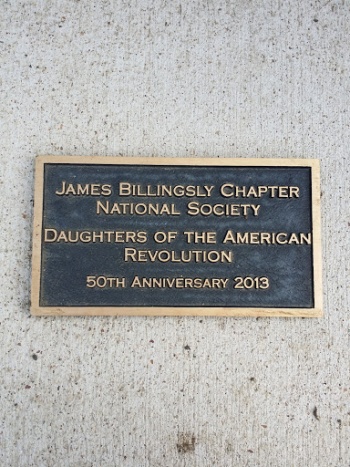 JAMES BILLINGSLY CHAPTER
NATIONAL SOCIETY
DAUGHTERS OF THE AMERICAN
REVOLUTION
50TH ANNIVERSARY 2013